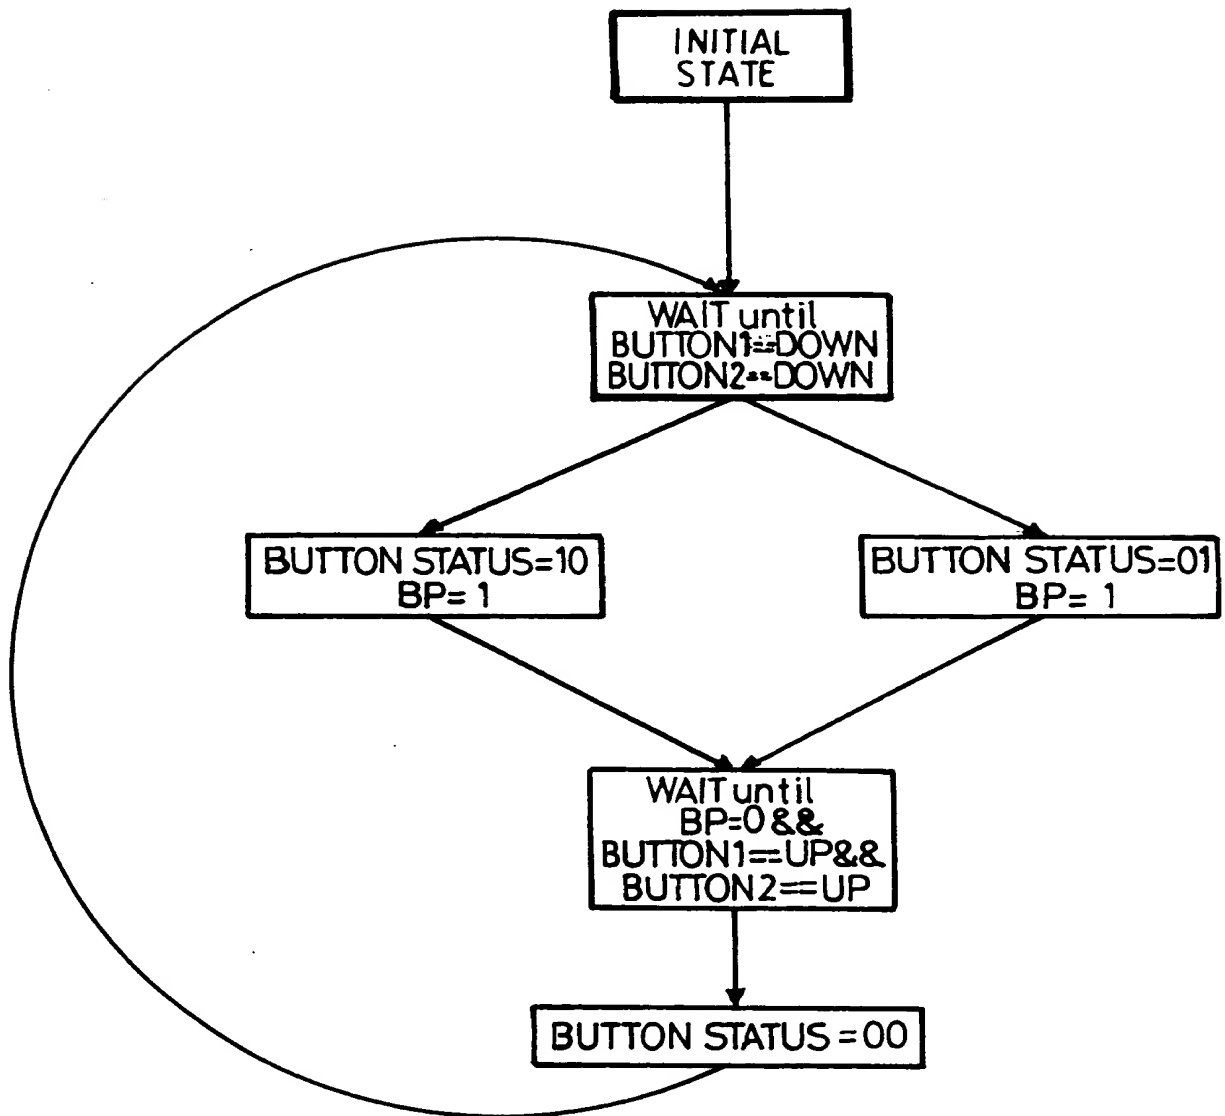 INITIAL
STATE
WAIT until
BUTTON1==DOWN
BUTTON2==DOWN
BUTTON STATUS=10
BP= 1
BUTTON STATUS=01
BP= 1
WAIT until
BP=0 &&
BUTTON1==UP&&
BUTTON2==UP
BUTTON STATUS =00